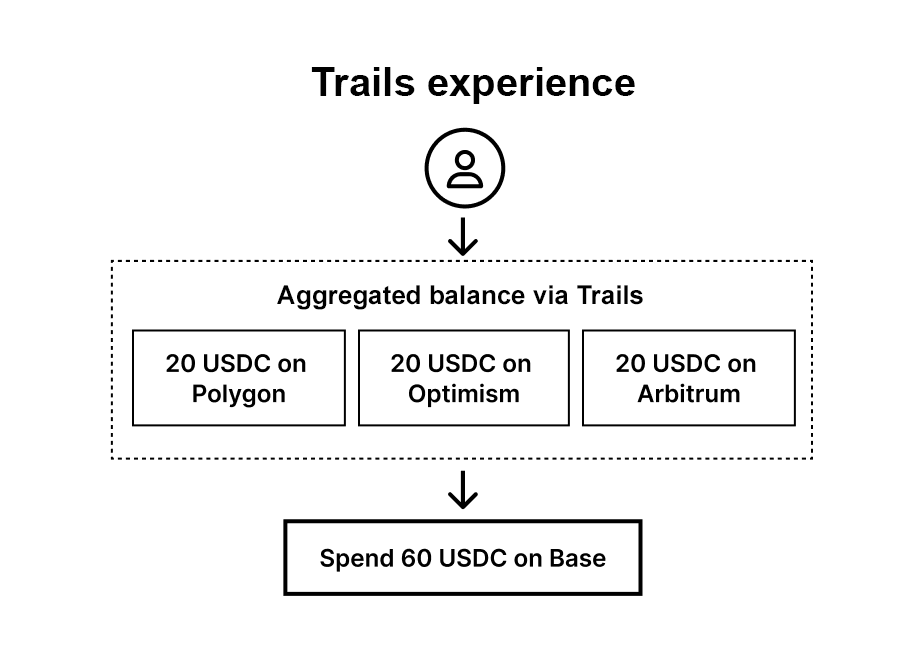 Trails experience
Aggregated balance via Trails
20 USDC on
Polygon
20 USDC on
Optimism
20 USDC on
Arbitrum
Spend 60 USDC on Base